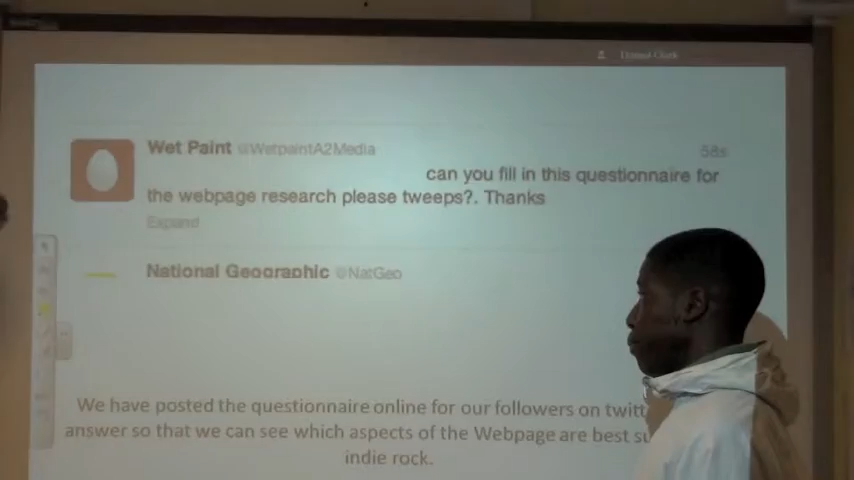 Wet Paint @WetpaintA2Media 58s
can you fill in this questionnaire for
the webpage research please tweeps?. Thanks
Expand
National Geographic @NatGeo
We have posted the questionnaire online for our followers on twitt
answer so that we can see which aspects of the Webpage are best su
indie rock.